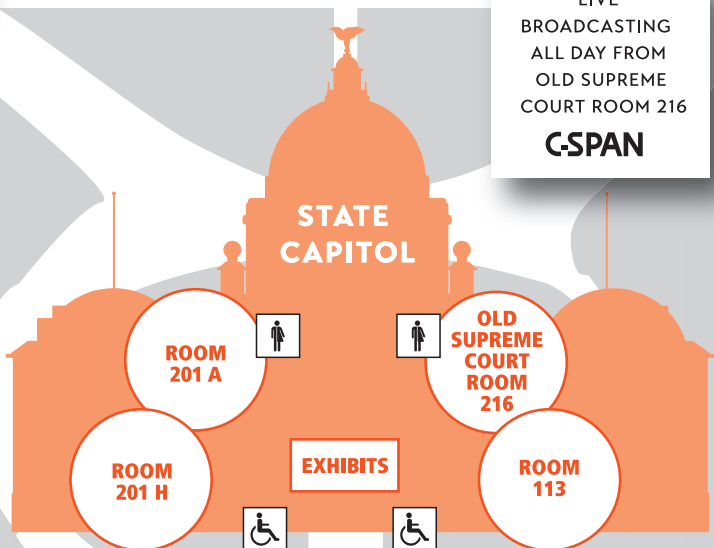 LIVE
BROADCASTING
ALL DAY FROM
OLD SUPREME
COURT ROOM 216
C-SPAN
STATE
CAPITOL
ROOM
201 A
OLD
SUPREME
COURT
ROOM
216
ROOM
201 H
EXHIBITS
ROOM
113